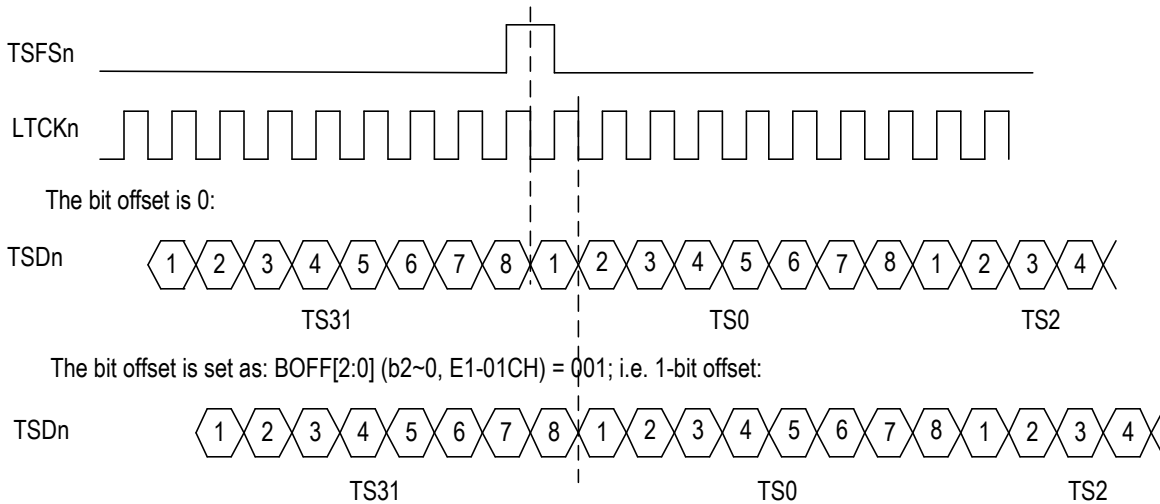 TSFSn
LTCKn
The bit offset is 0:
TSDn 1 2 3 4 5 6 7 8 1 2 3 4 5 6 7 8 1 2 3 4
TS31 TS0 TS2
The bit offset is set as: BOFF[2:0] (b2~0, E1-01CH) = 001; i.e. 1-bit offset:
TSDn 1 2 3 4 5 6 7 8 1 2 3 4 5 6 7 8 1 2 3 4
TS31 TS0 TS2